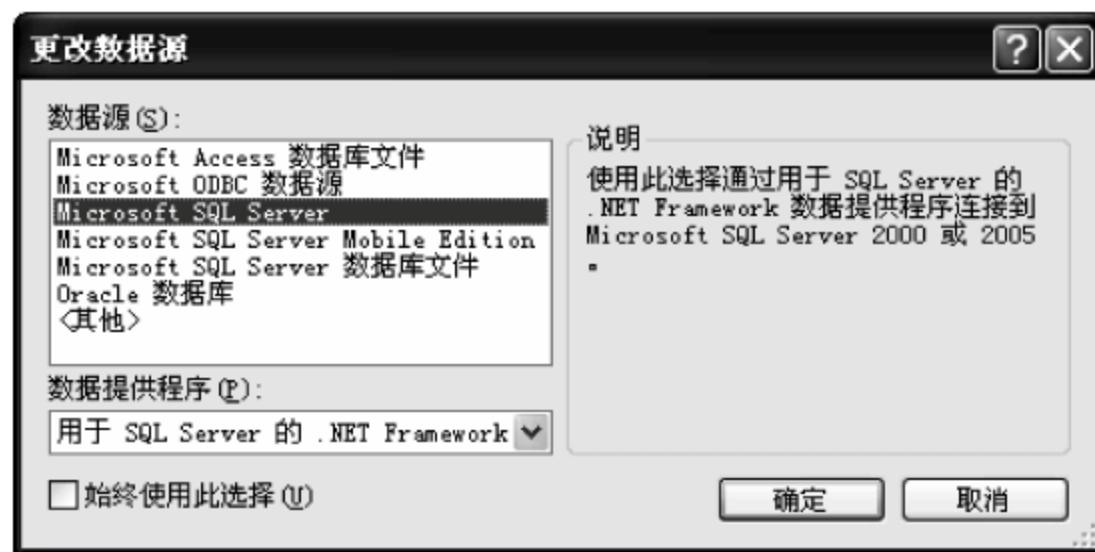 更改数据源
数据源(S):
Microsoft Access 数据库文件
Microsoft ODBC 数据源
Microsoft SQL Server
Microsoft SQL Server Mobile Edition
Microsoft SQL Server 数据库文件
Oracle 数据库
<其他>
数据提供程序(P):
用于 SQL Server 的 .NET Framework
始终使用此选择(U)
说明
使用此选择通过用于 SQL Server 的
.NET Framework 数据提供程序连接到
Microsoft SQL Server 2000 或 2005
。
确定
取消